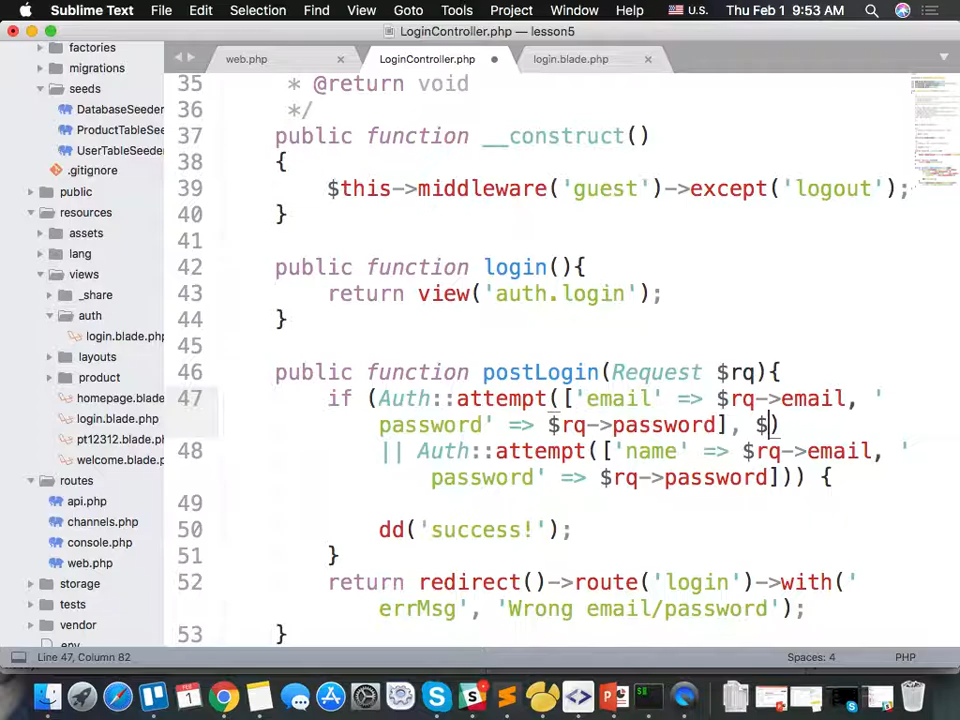 Sublime Text File Edit Selection Find View Goto Tools Project Window Help U.S. Thu Feb 1 9:53 AM
LoginController.php — lesson5
web.php × LoginController.php login.blade.php ×
factories
migrations
seeds
DatabaseSeeder
ProductTableSee
UserTableSeeder
.gitignore
public
resources
assets
lang
views
_share
auth
login.blade.php
layouts
product
homepage.blade
login.blade.php
pt12312.blade.ph
welcome.blade.p
routes
api.php
channels.php
console.php
web.php
storage
tests
vendor
.env
35 * @return void
36 */
37 public function __construct()
38 {
39 $this->middleware('guest')->except('logout');
40 }
41
42 public function login(){
43 return view('auth.login');
44 }
45
46 public function postLogin(Request $rq){
47 if (Auth::attempt(['email' => $rq->email, '
password' => $rq->password], $)
48 || Auth::attempt(['name' => $rq->email, '
password' => $rq->password])) {
49
50 dd('success!');
51 }
52 return redirect()->route('login')->with('
errMsg', 'Wrong email/password');
53 }
Line 47, Column 82 Spaces: 4 PHP